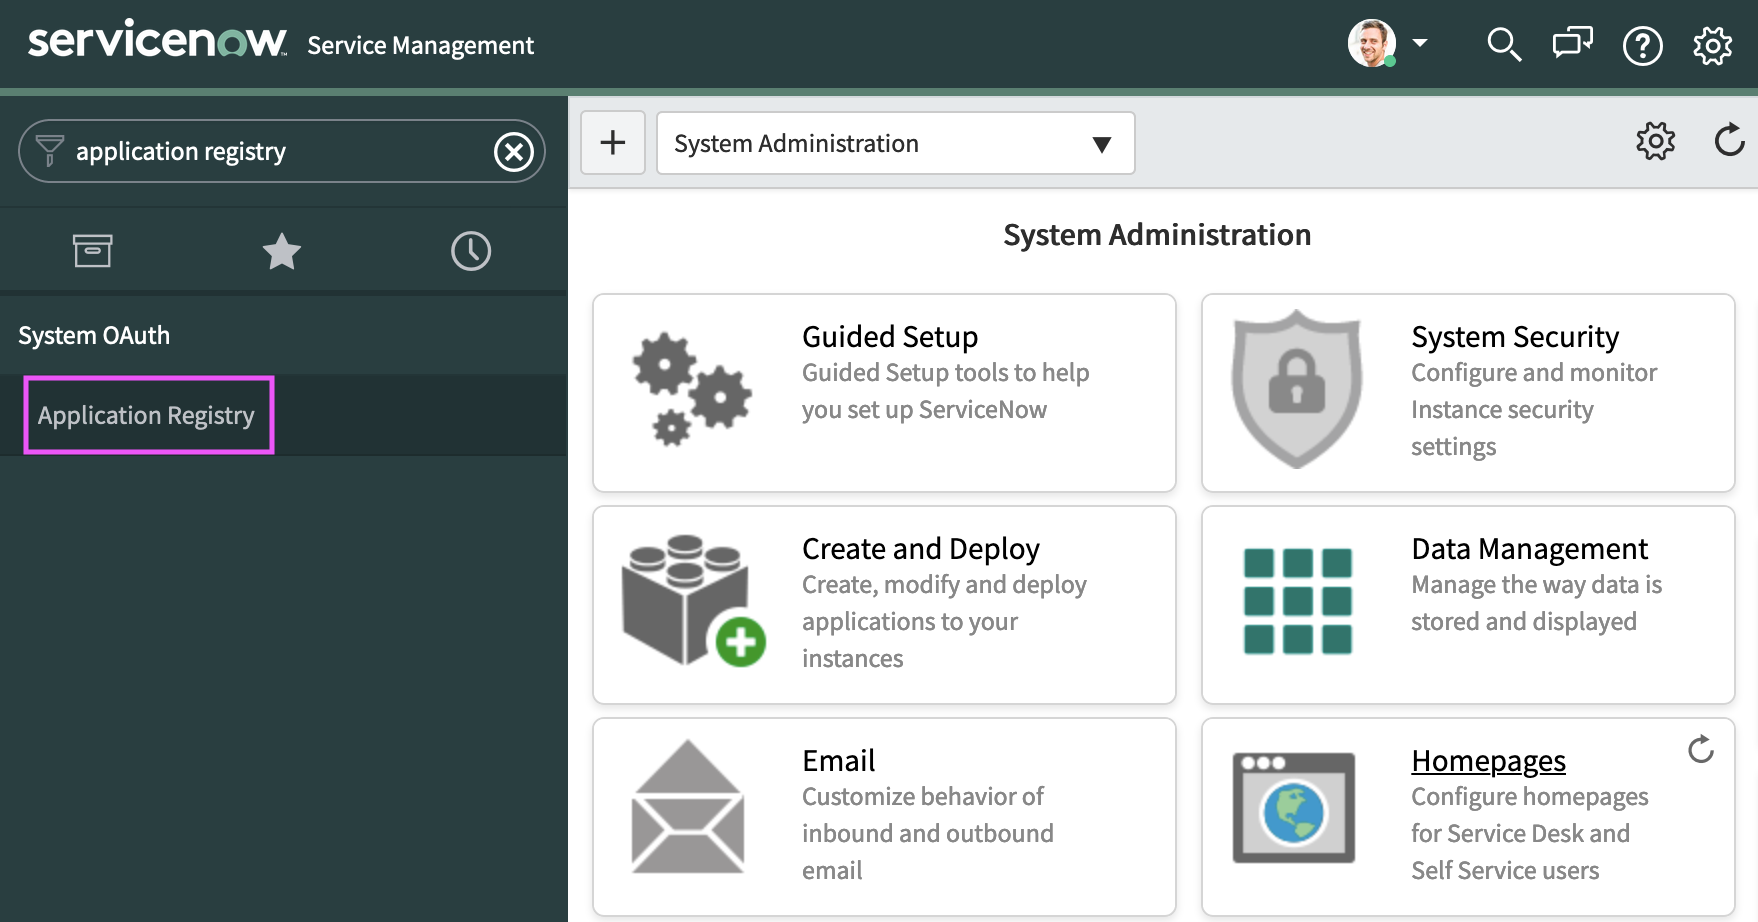 servicenow™ Service Management
application registry
System OAuth
Application Registry
System Administration
System Administration
Guided Setup
Guided Setup tools to help
you set up ServiceNow
System Security
Configure and monitor
Instance security
settings
Create and Deploy
Create, modify and deploy
applications to your
instances
Data Management
Manage the way data is
stored and displayed
Email
Customize behavior of
inbound and outbound
email
Homepages
Configure homepages
for Service Desk and
Self Service users